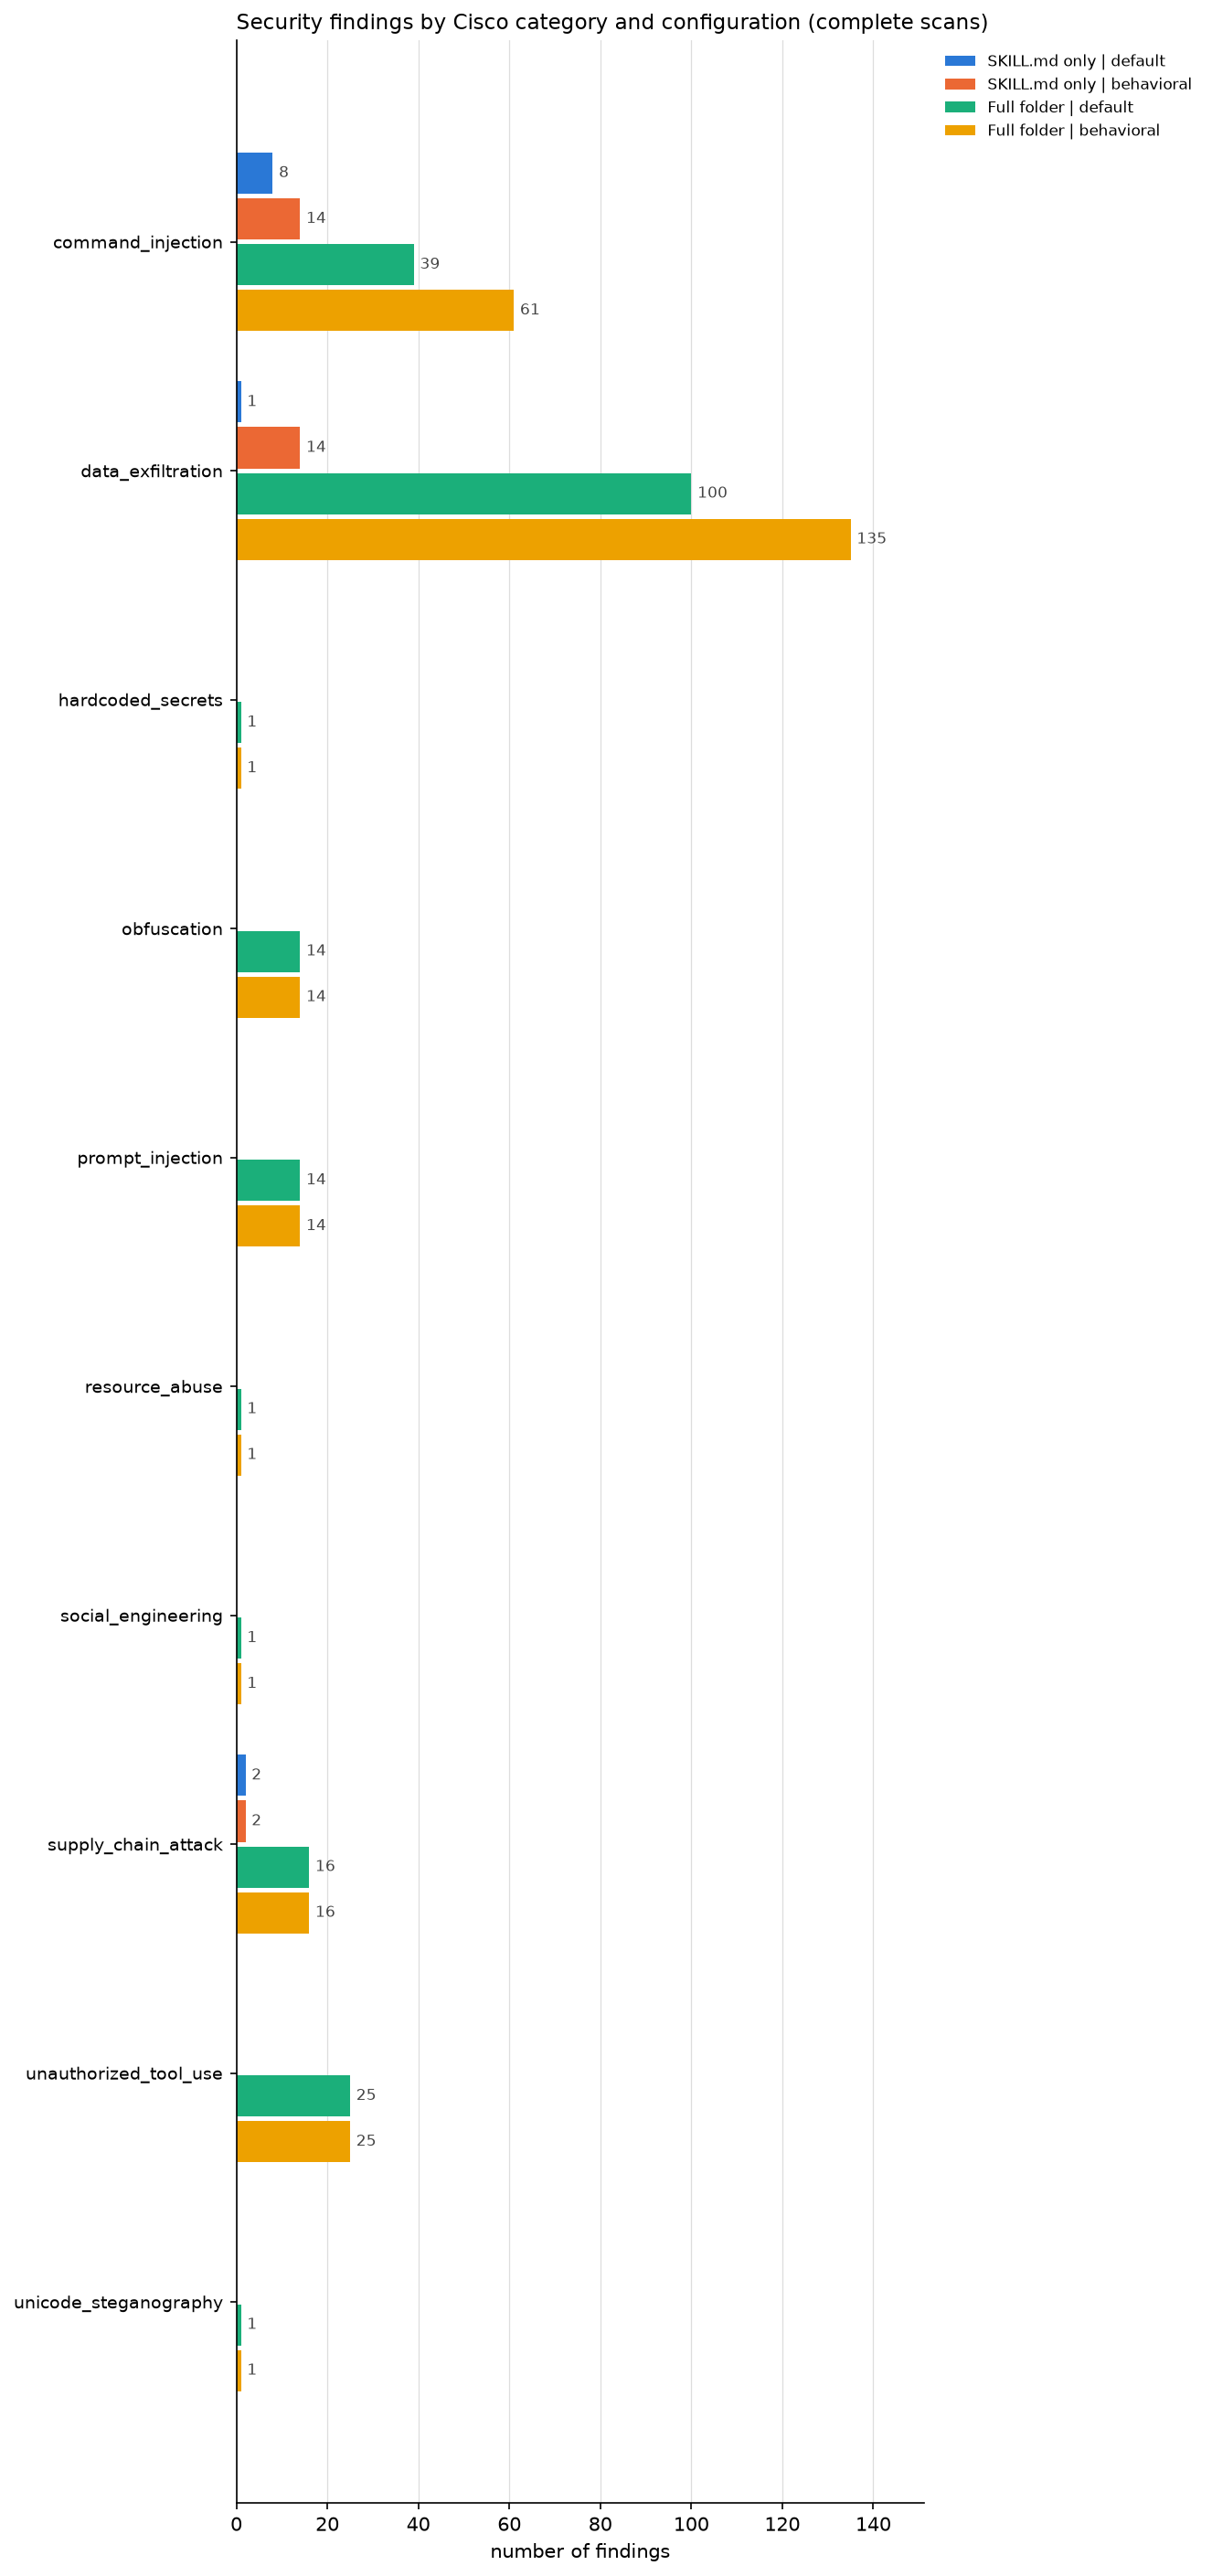 Security findings by Cisco category and configuration (complete scans)
SKILL.md only | default
SKILL.md only | behavioral
Full folder | default
Full folder | behavioral
command_injection
8
14
39
61
data_exfiltration
1
14
100
135
hardcoded_secrets
1
1
obfuscation
14
14
prompt_injection
14
14
resource_abuse
1
1
social_engineering
1
1
supply_chain_attack
2
2
16
16
unauthorized_tool_use
25
25
unicode_steganography
1
1
0 20 40 60 80 100 120 140
number of findings